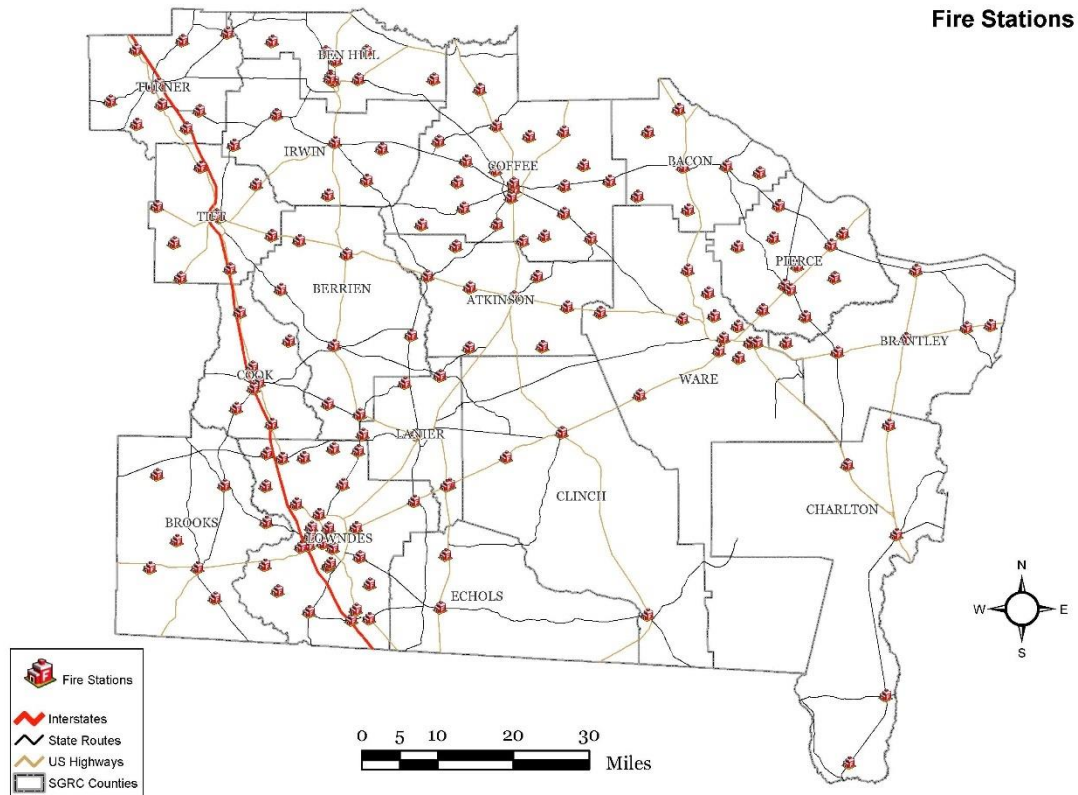 Fire Stations
BEN HILL
TURNER
IRWIN
COFFEE
BACON
TIFT
PIERCE
BERRIEN
ATKINSON
BRANTLEY
COOK
WARE
LANIER
CLINCH
CHARLTON
BROOKS
LOWNDES
ECHOLS
N
W E
S
Fire Stations
Interstates
State Routes
US Highways
SGRC Counties
0 5 10 20 30
Miles